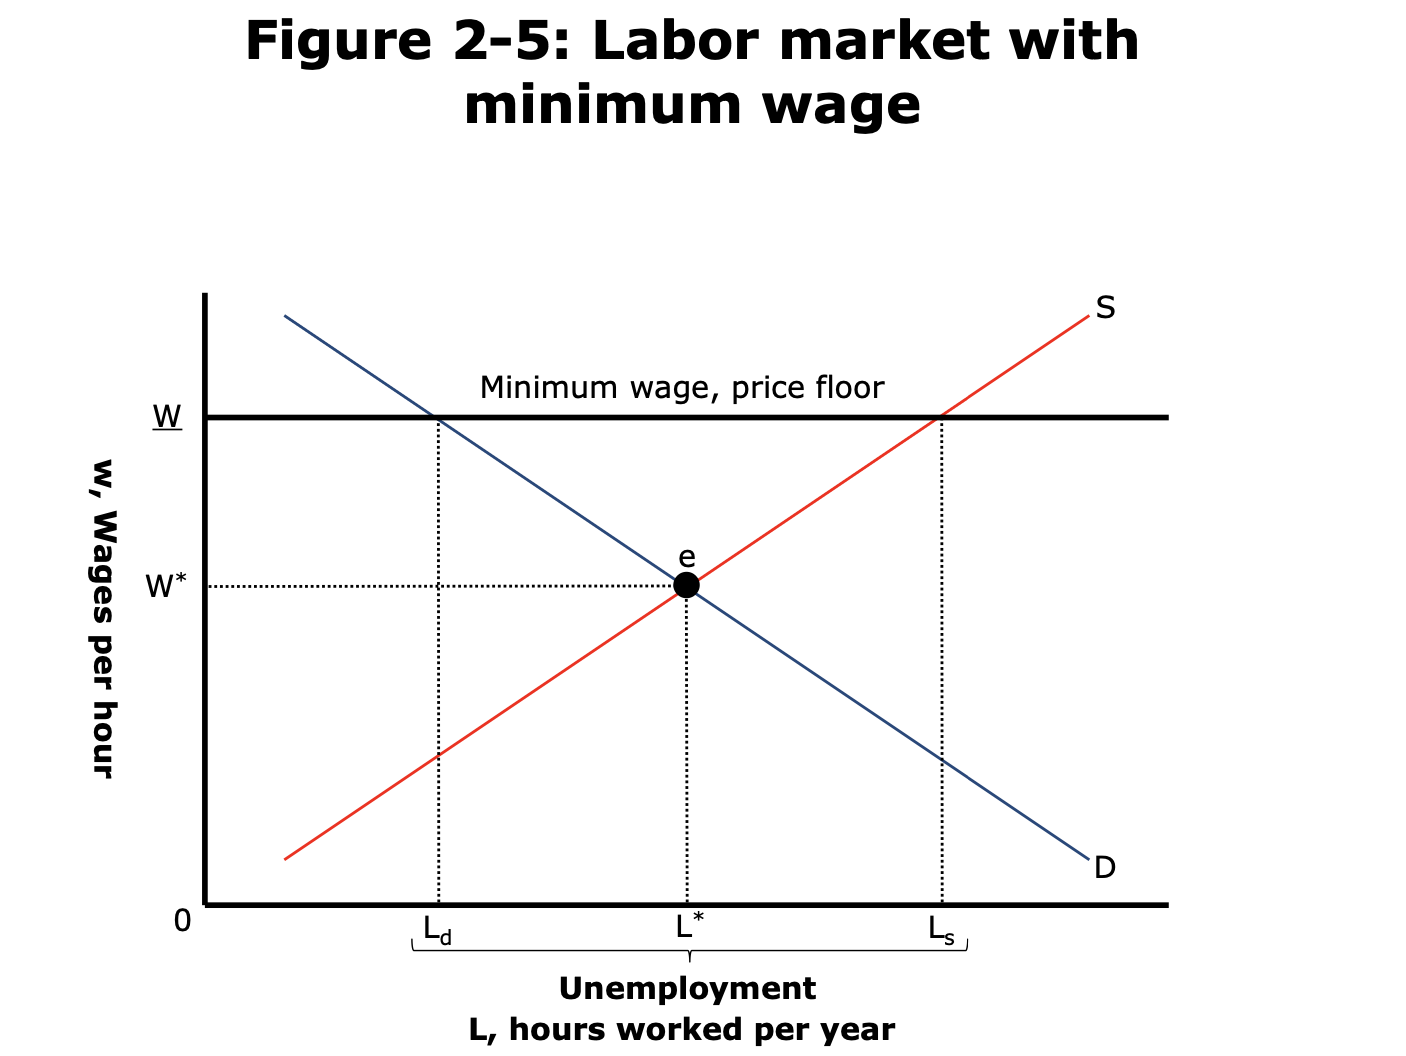 Figure 2-5: Labor market with
minimum wage
S
Minimum wage, price floor
W
w, Wages per hour
e
W*
D
0
Ld
L*
Ls
Unemployment
L, hours worked per year